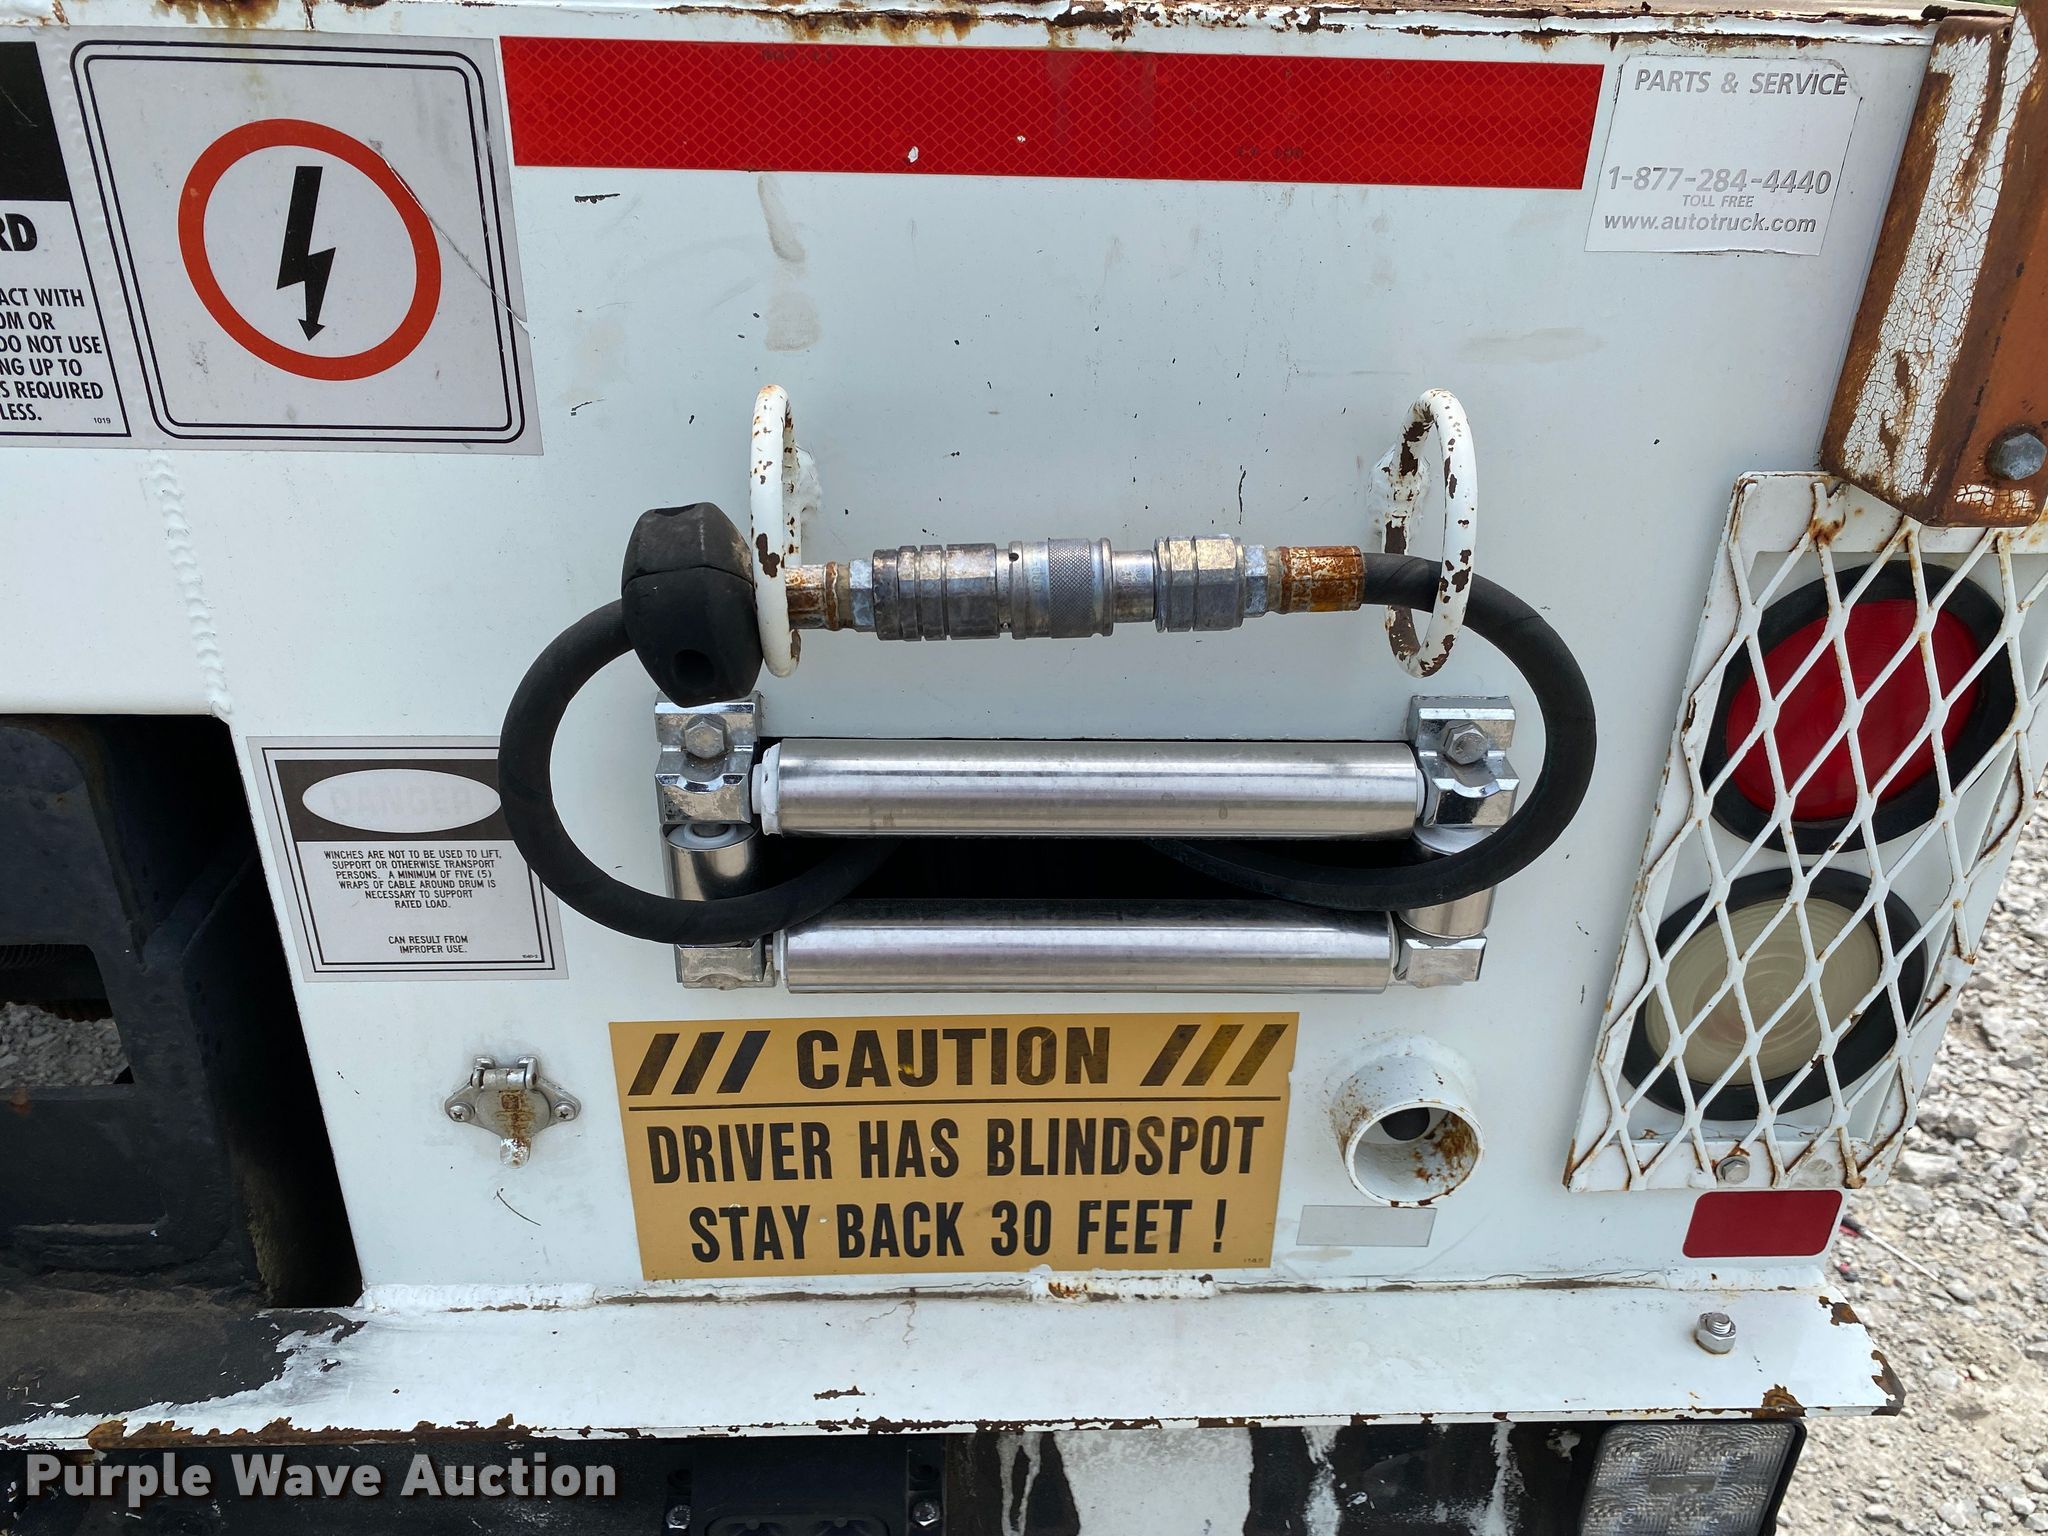 PARTS & SERVICE
1-877-284-4440
TOLL FREE
www.autotruck.com
RD
ACT WITH
OM OR
DO NOT USE
NG UP TO
S REQUIRED
LESS.
1019
DANGER
WINCHES ARE NOT TO BE USED TO LIFT,
SUPPORT OR OTHERWISE TRANSPORT
PERSONS. A MINIMUM OF FIVE (5)
WRAPS OF CABLE AROUND DRUM IS
NECESSARY TO SUPPORT
RATED LOAD.
CAN RESULT FROM
IMPROPER USE.
/// CAUTION ///
DRIVER HAS BLINDSPOT
STAY BACK 30 FEET !
Purple Wave Auction